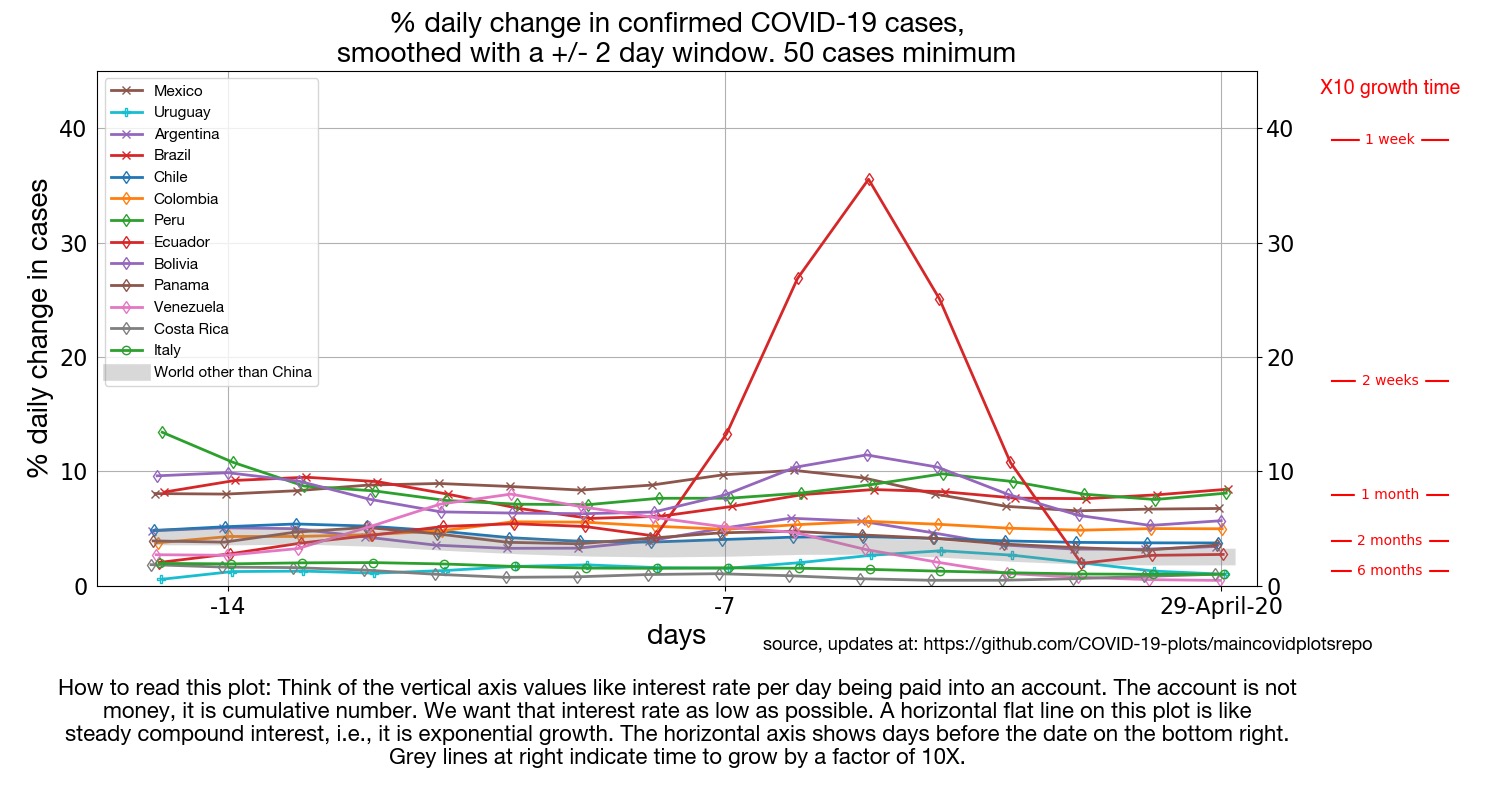 % daily change in confirmed COVID-19 cases,
smoothed with a +/- 2 day window. 50 cases minimum
X10 growth time
Mexico
Uruguay
Argentina
Brazil
Chile
Colombia
Peru
Ecuador
Bolivia
Panama
Venezuela
Costa Rica
Italy
World other than China
% daily change in cases
40
30
20
10
0
40
30
20
10
0
1 week
2 weeks
1 month
2 months
6 months
-14
-7
29-April-20
days
source, updates at: https://github.com/COVID-19-plots/maincovidplotsrepo
How to read this plot: Think of the vertical axis values like interest rate per day being paid into an account. The account is not
money, it is cumulative number. We want that interest rate as low as possible. A horizontal flat line on this plot is like
steady compound interest, i.e., it is exponential growth. The horizontal axis shows days before the date on the bottom right.
Grey lines at right indicate time to grow by a factor of 10X.